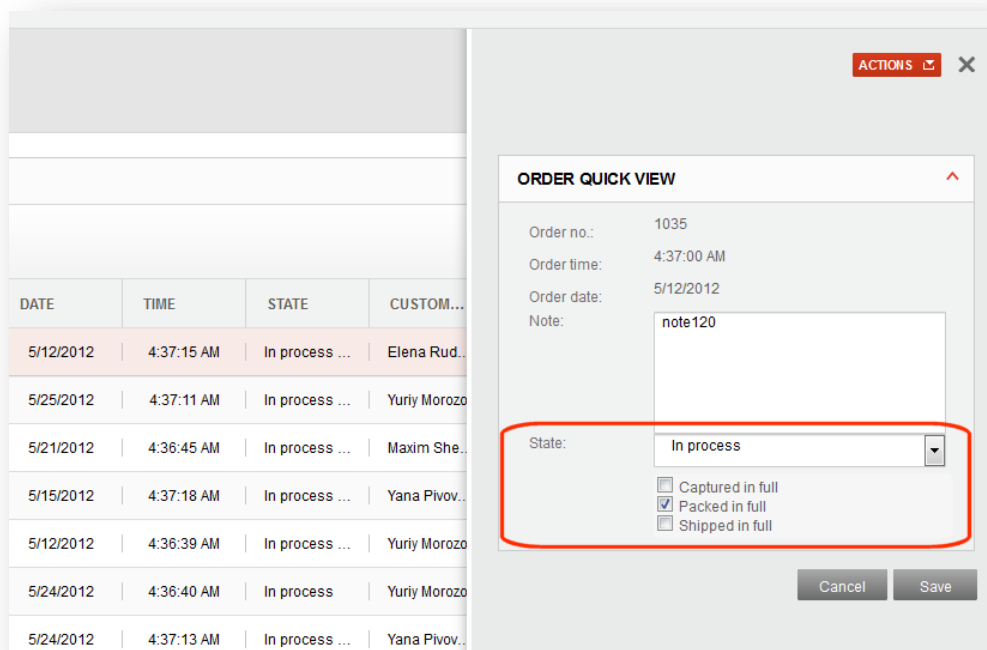 ACTIONS
ORDER QUICK VIEW
Order no.: 1035
Order time: 4:37:00 AM
Order date: 5/12/2012
Note: note120
State: In process
Captured in full
Packed in full
Shipped in full
Cancel Save
DATE TIME STATE CUSTOM...
5/12/2012 4:37:15 AM In process ... Elena Rud..
5/25/2012 4:37:11 AM In process ... Yuriy Morozo
5/21/2012 4:36:45 AM In process ... Maxim She..
5/15/2012 4:37:18 AM In process ... Yana Pivov..
5/12/2012 4:36:39 AM In process ... Yuriy Morozo
5/24/2012 4:36:40 AM In process Yuriy Morozo
5/24/2012 4:37:13 AM In process ... Yana Pivov..